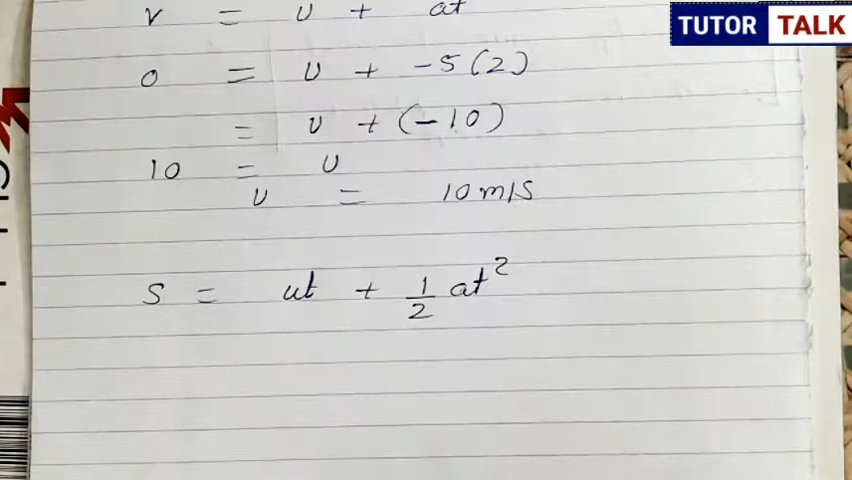 TUTOR TALK
v = u + at
0 = u + -5(2)
= u + (-10)
10 = u
u = 10 m/s
S = ut + 1/2 at²